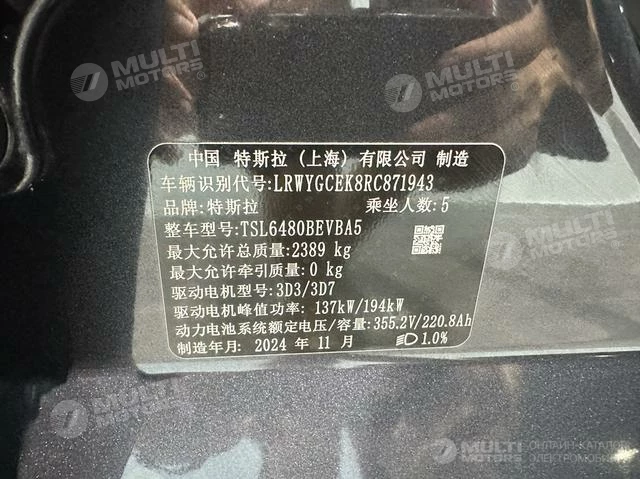 MULTI MOTORS
MULTI MOTORS
中国 特斯拉 (上海) 有限公司 制造
车辆识别代号:LRWYGCEK8RC871943
品牌:特斯拉 乘坐人数:5
整车型号:TSL6480BEVBA5
最大允许总质量:2389 kg
最大允许牵引质量:0 kg
驱动电机型号:3D3/3D7
驱动电机峰值功率: 137kW/194kW
动力电池系统额定电压/容量:355.2V/220.8Ah
制造年月: 2024 年 11 月 1.0%
MULTI MOTORS
MULTI MOTORS
ОНЛАЙН-КАТАЛОГ
ЭЛЕКТРОМОБИЛЕЙ